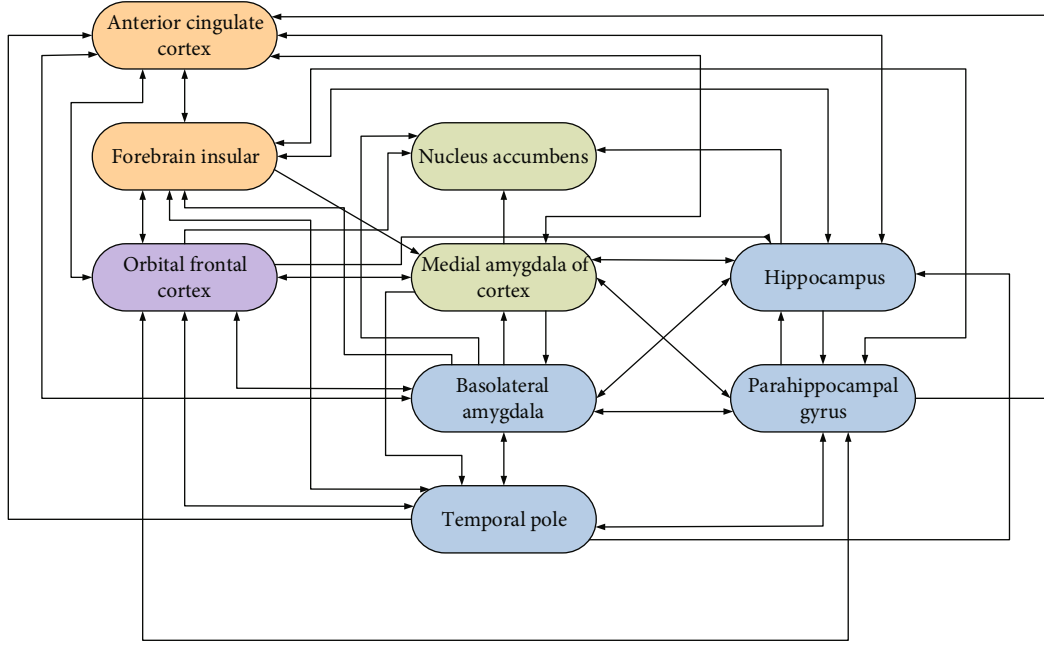 Anterior cingulate
cortex
Forebrain insular
Nucleus accumbens
Orbital frontal
cortex
Medial amygdala of
cortex
Hippocampus
Basolateral
amygdala
Parahippocampal
gyrus
Temporal pole